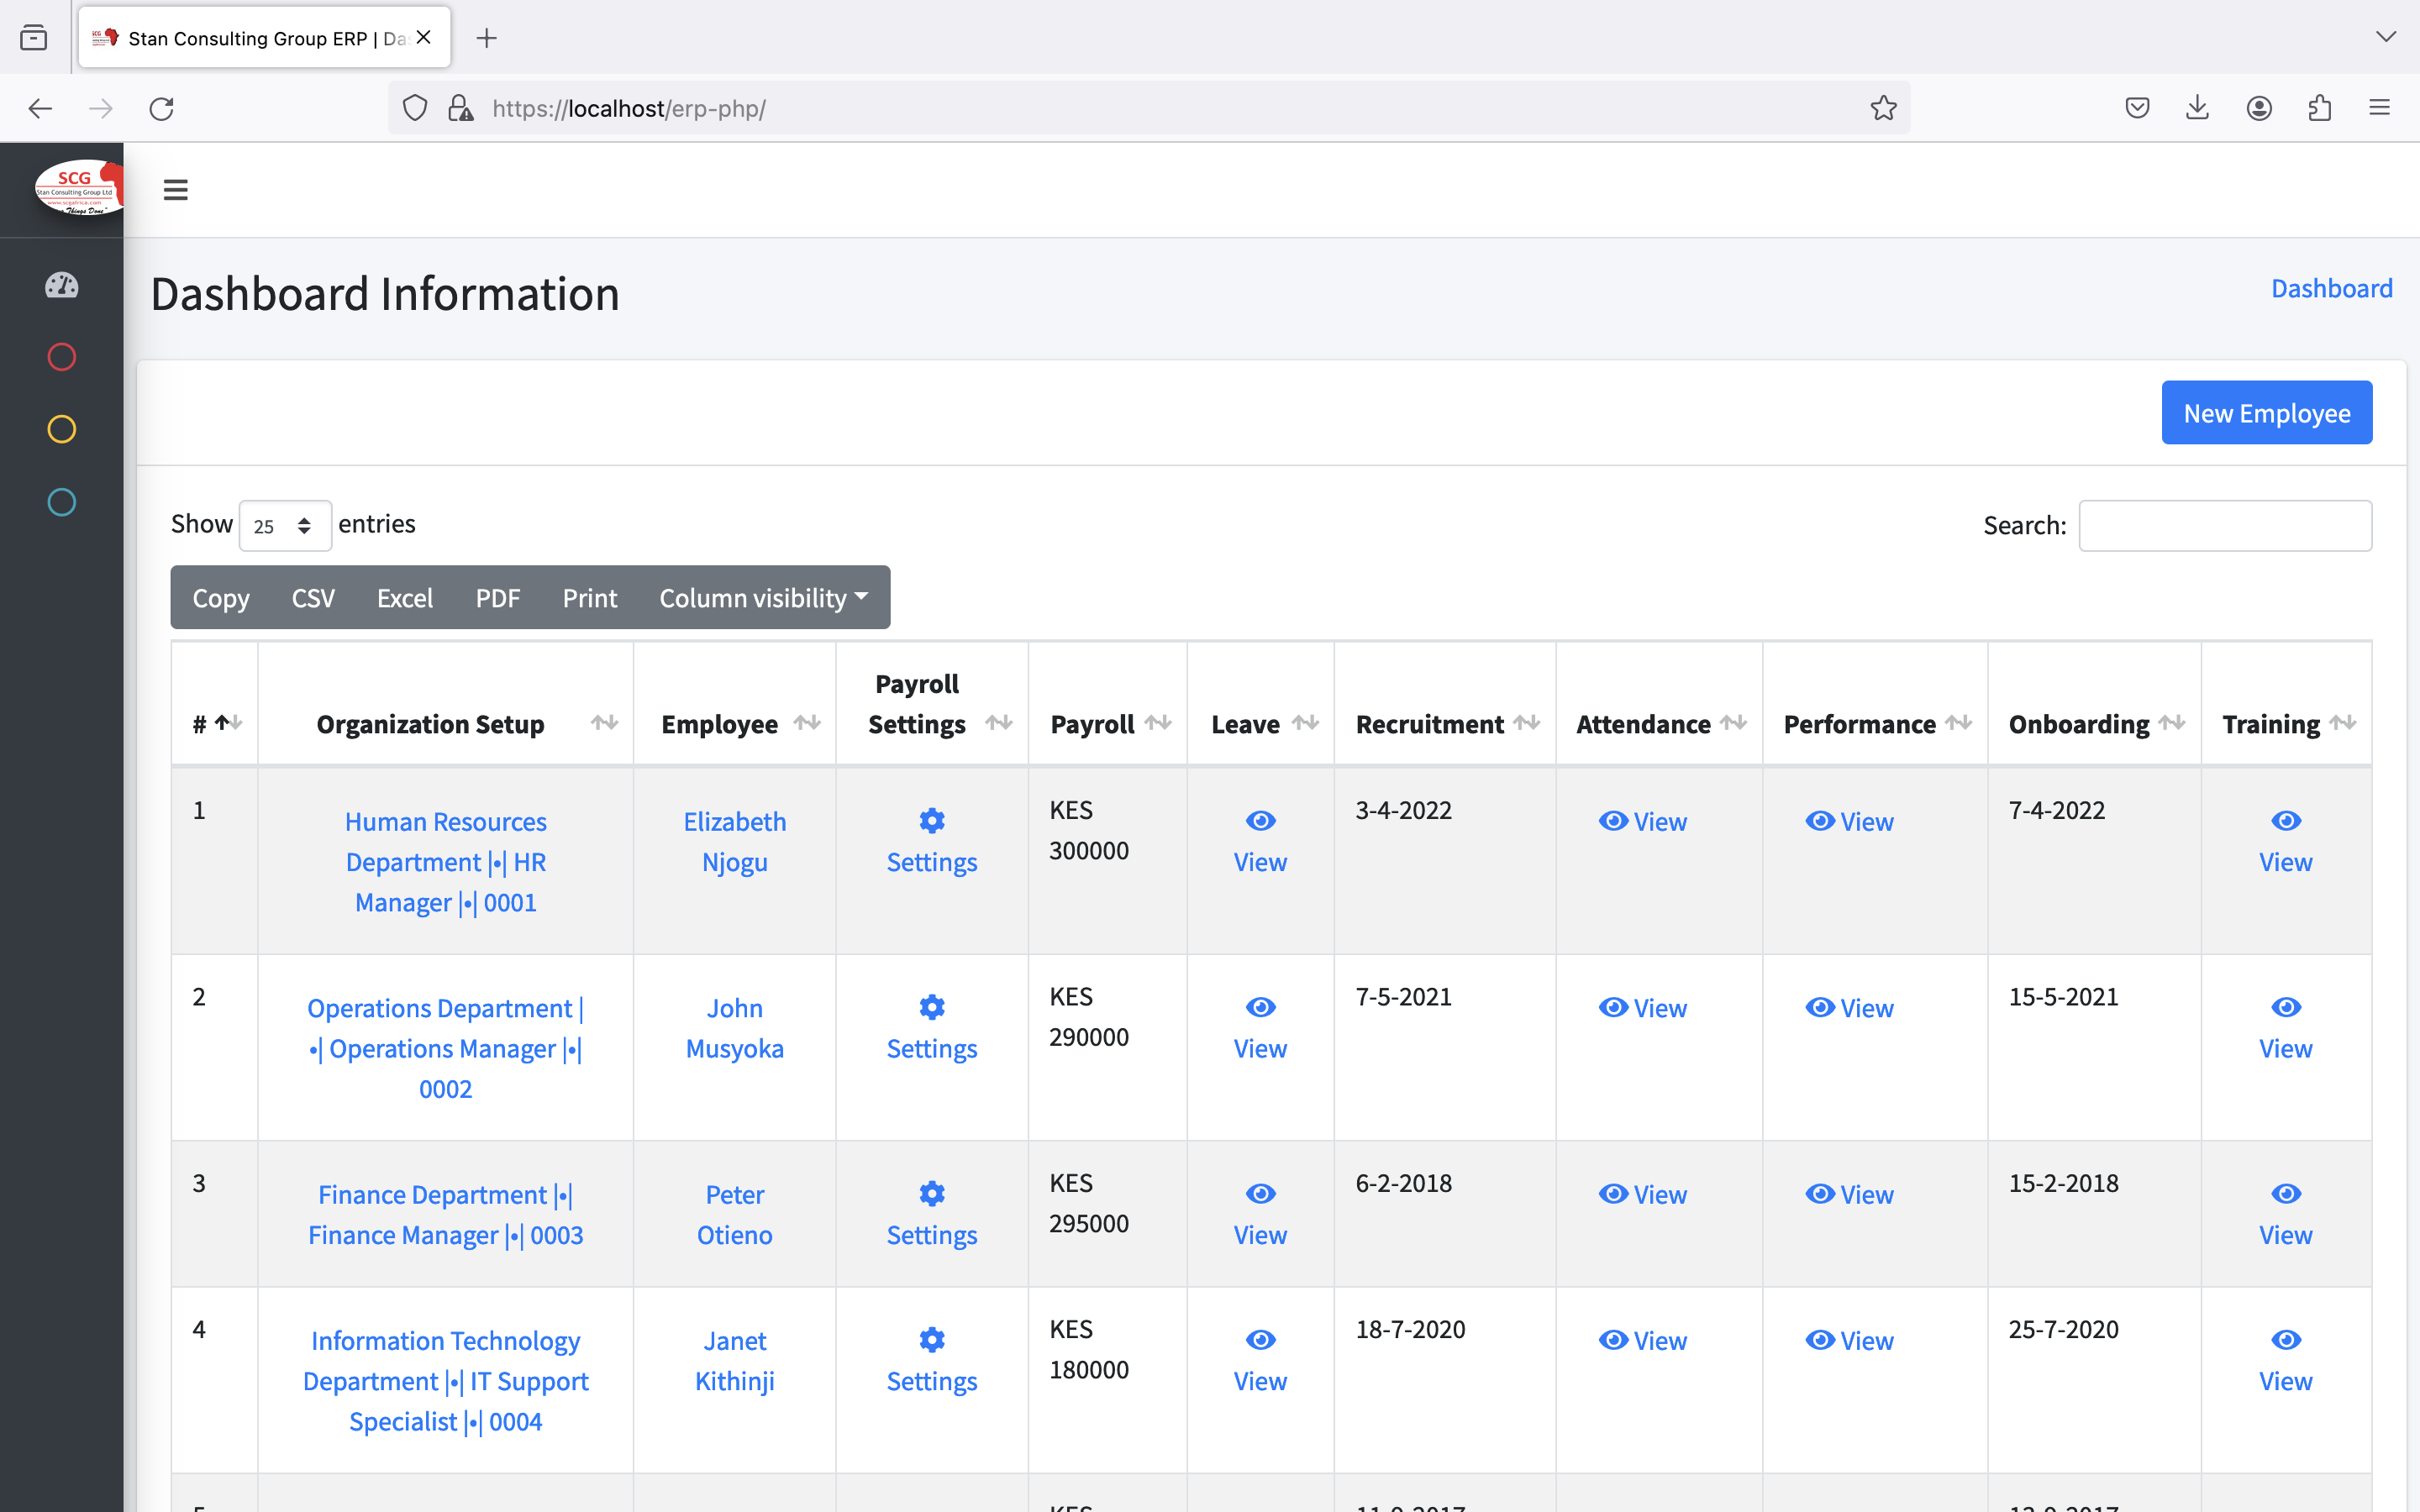 Stan Consulting Group ERP | Da
https://localhost/erp-php/
SCG
Stan Consulting Group Ltd
www.scgafrica.com
Things Done"
Dashboard Information
Dashboard
New Employee
Show 25 entries
Search:
Copy CSV Excel PDF Print Column visibility
# Organization Setup Employee Payroll Settings Payroll Leave Recruitment Attendance Performance Onboarding Training
1 Human Resources Elizabeth Settings KES View 3-4-2022 View View 7-4-2022 View
Department |•| HR Njogu 300000
Manager |•| 0001
2 Operations Department | John Settings KES View 7-5-2021 View View 15-5-2021 View
•| Operations Manager |•| Musyoka 290000
0002
3 Finance Department |•| Peter Settings KES View 6-2-2018 View View 15-2-2018 View
Finance Manager |•| 0003 Otieno 295000
4 Information Technology Janet Settings KES View 18-7-2020 View View 25-7-2020 View
Department |•| IT Support Kithinji 180000
Specialist |•| 0004